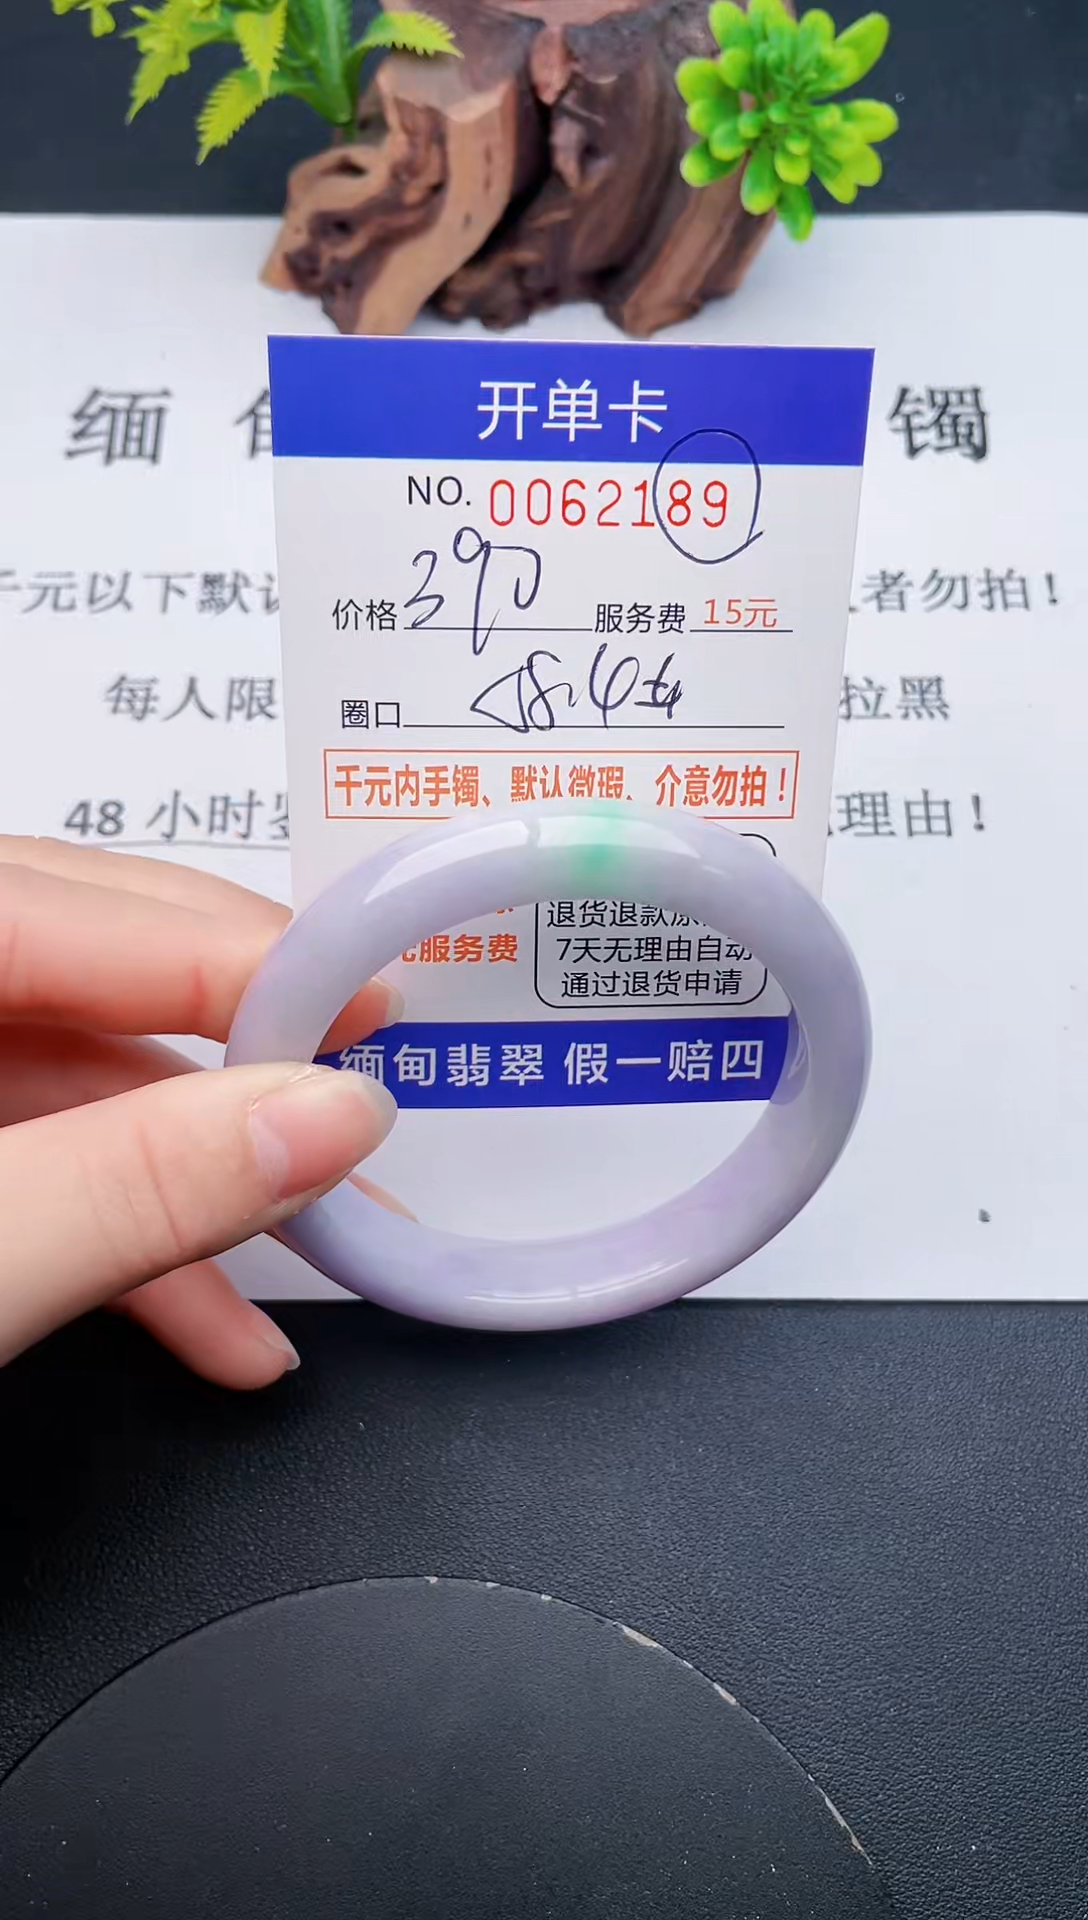 开单卡
缅 镯
NO. 0062189
千元以下默 者勿拍！
价格 390 服务费 15元
每人限 拉黑
圈口 58.4
千元内手镯、默认微瑕、介意勿拍！
48 小时 理由！
退货退款
服务费 7天无理由自动
通过退货申请
缅甸翡翠 假一赔四